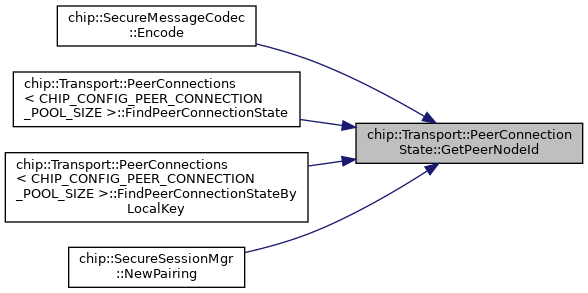 chip::SecureMessageCodec
::Encode
chip::Transport::PeerConnections
< CHIP_CONFIG_PEER_CONNECTION
_POOL_SIZE >::FindPeerConnectionState
chip::Transport::PeerConnection
State::GetPeerNodeId
chip::Transport::PeerConnections
< CHIP_CONFIG_PEER_CONNECTION
_POOL_SIZE >::FindPeerConnectionStateBy
LocalKey
chip::SecureSessionMgr
::NewPairing